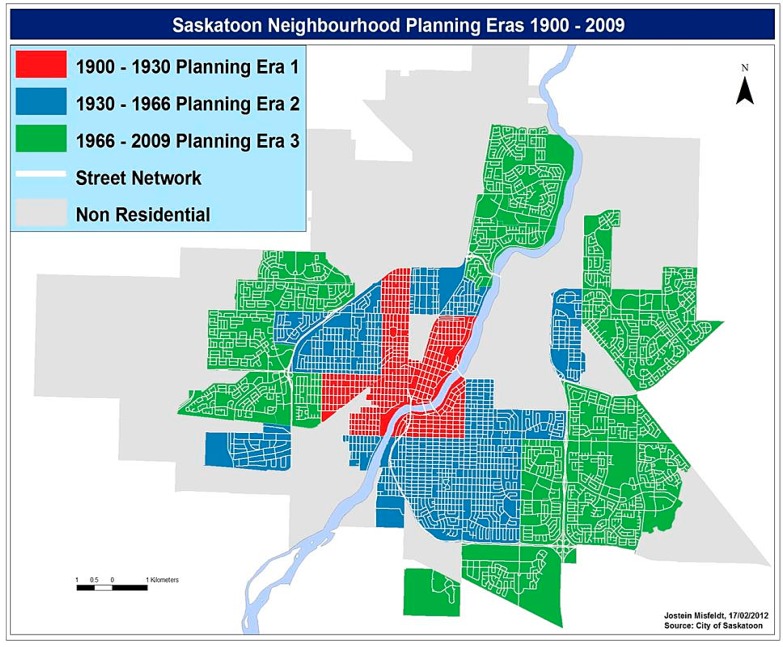 Saskatoon Neighbourhood Planning Eras 1900 - 2009
1900 - 1930 Planning Era 1
1930 - 1966 Planning Era 2
1966 - 2009 Planning Era 3
Street Network
Non Residential
N
1 0.5 0 1 Kilometers
Jostein Misfeldt, 17/02/2012
Source: City of Saskatoon